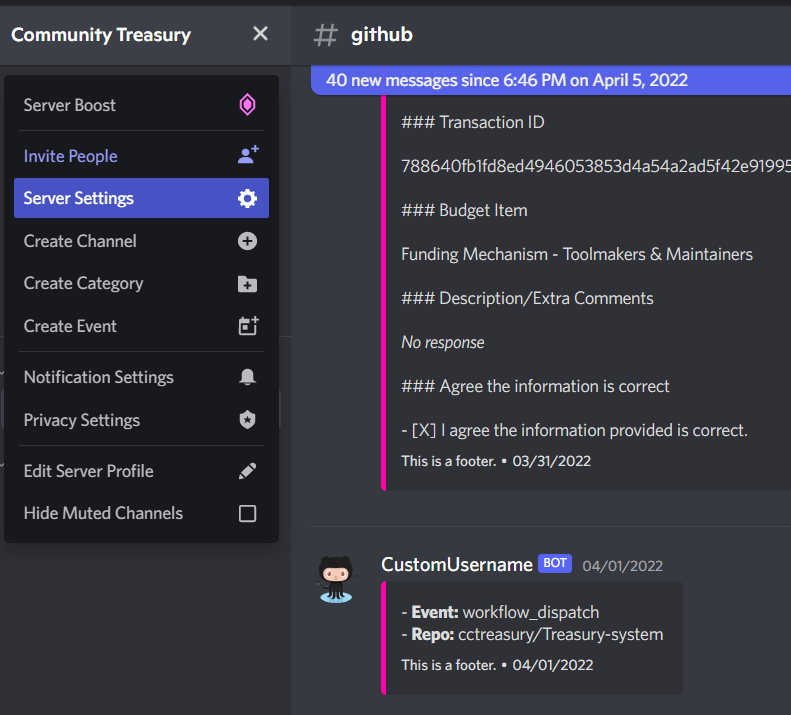 Community Treasury
Server Boost
Invite People
Server Settings
Create Channel
Create Category
Create Event
Notification Settings
Privacy Settings
Edit Server Profile
Hide Muted Channels
# github
40 new messages since 6:46 PM on April 5, 2022
### Transaction ID
788640fb1fd8ed4946053853d4a54a2ad5f42e91995
### Budget Item
Funding Mechanism - Toolmakers & Maintainers
### Description/Extra Comments
No response
### Agree the information is correct
- [X] I agree the information provided is correct.
This is a footer. • 03/31/2022
CustomUsername BOT 04/01/2022
- Event: workflow_dispatch
- Repo: cctreasury/Treasury-system
This is a footer. • 04/01/2022